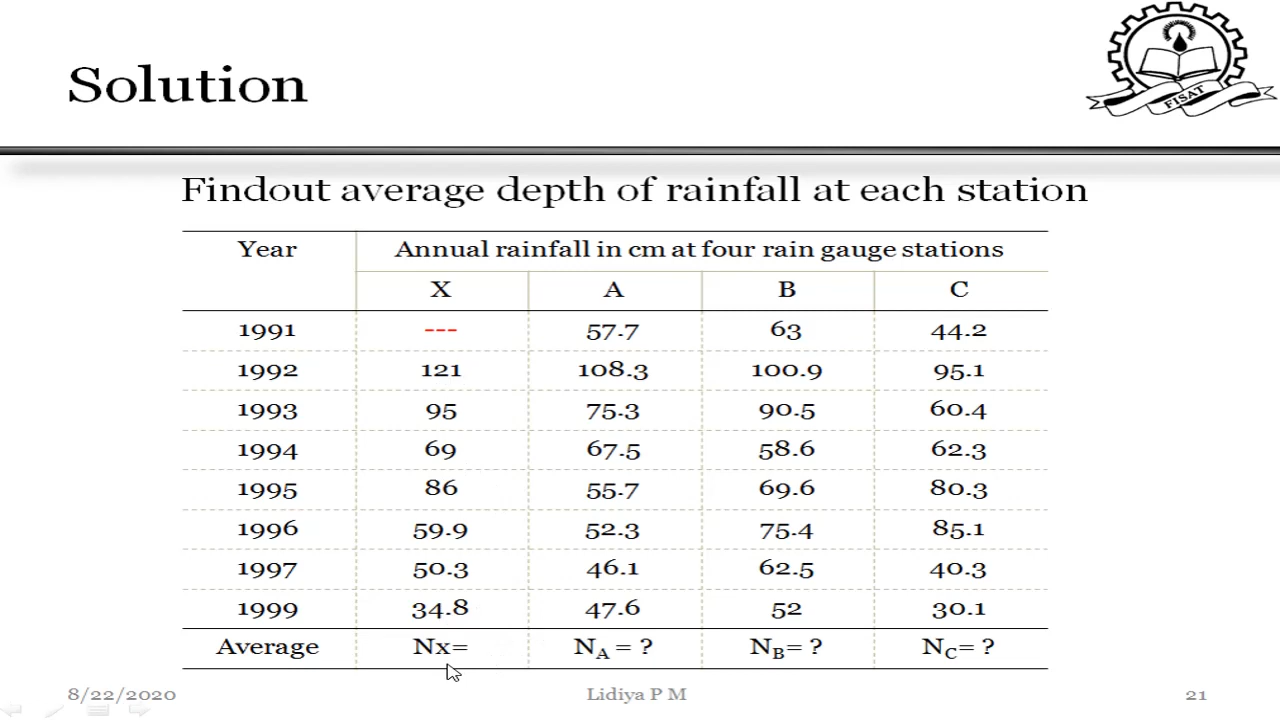 Solution
FISAT
Findout average depth of rainfall at each station
Year Annual rainfall in cm at four rain gauge stations
X A B C
1991 --- 57.7 63 44.2
1992 121 108.3 100.9 95.1
1993 95 75.3 90.5 60.4
1994 69 67.5 58.6 62.3
1995 86 55.7 69.6 80.3
1996 59.9 52.3 75.4 85.1
1997 50.3 46.1 62.5 40.3
1999 34.8 47.6 52 30.1
Average Nx= N_A = ? N_B= ? N_C= ?
8/22/2020 Lidiya P M 21